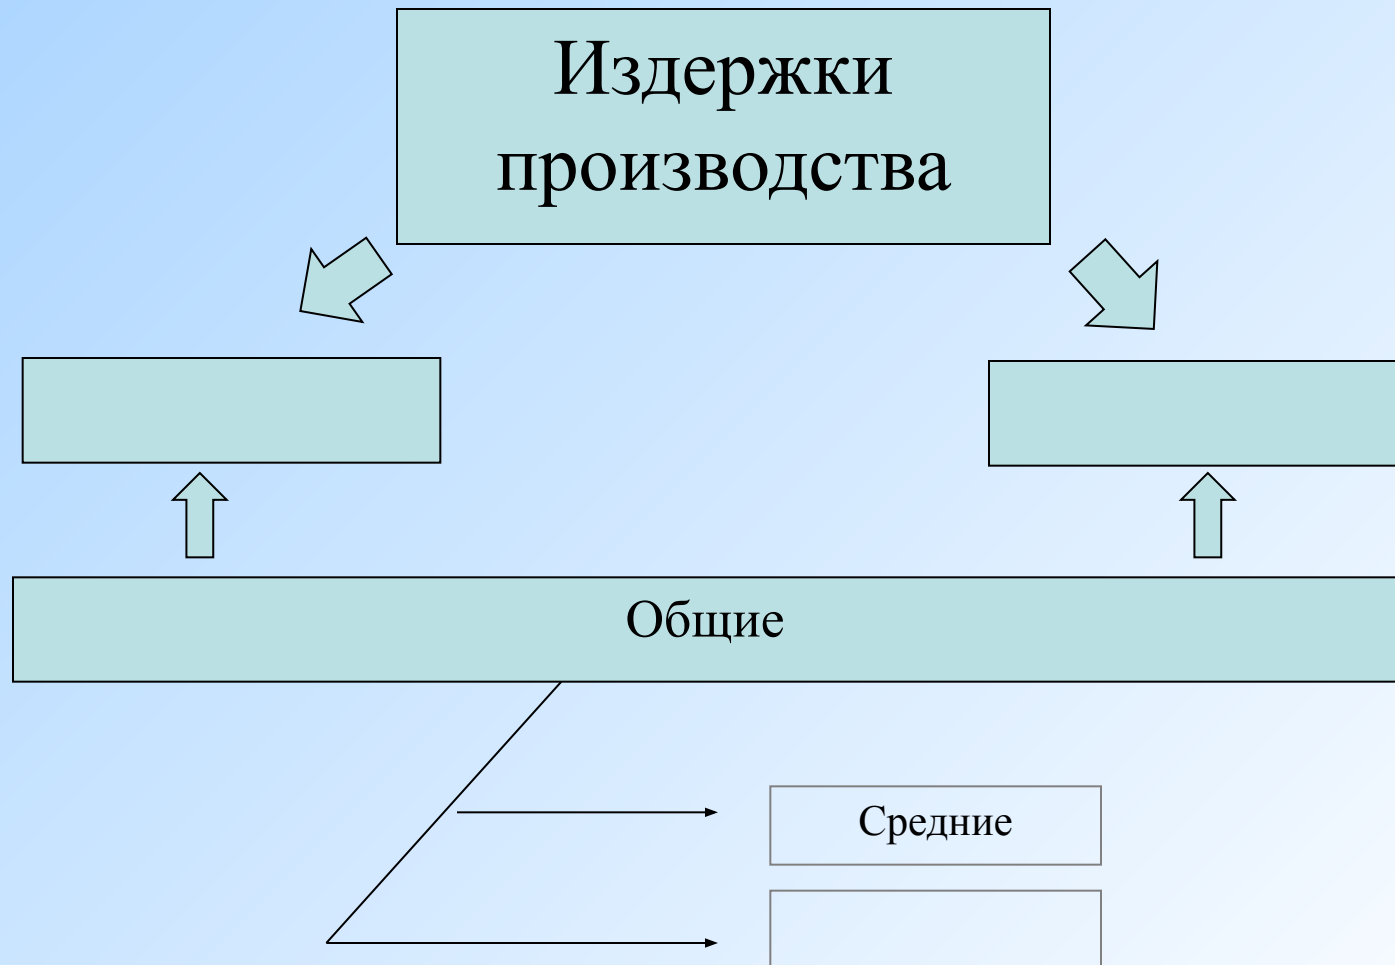 Издержки
производства
Общие
Средние